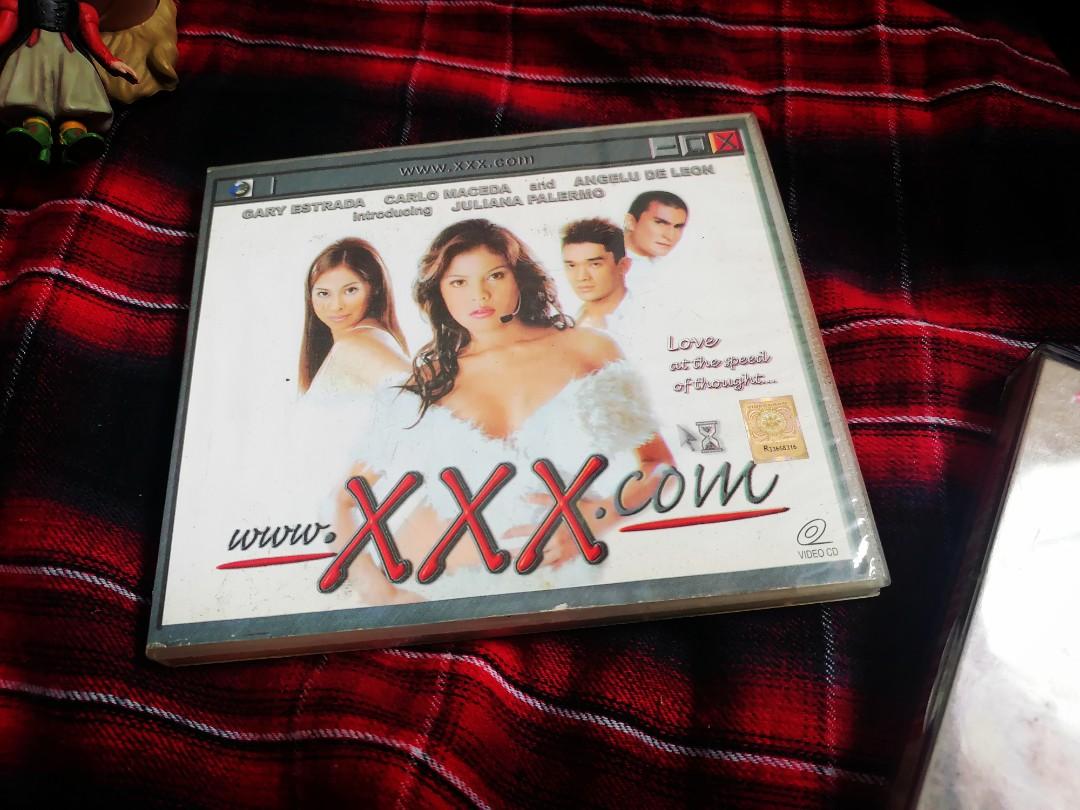 www.xxx.com
GARY ESTRADA CARLO MACEDA and ANGELU DE LEON
introducing JULIANA PALERMO
Love
at the speed
of thought...
www.XXX.com
VIDEO CD